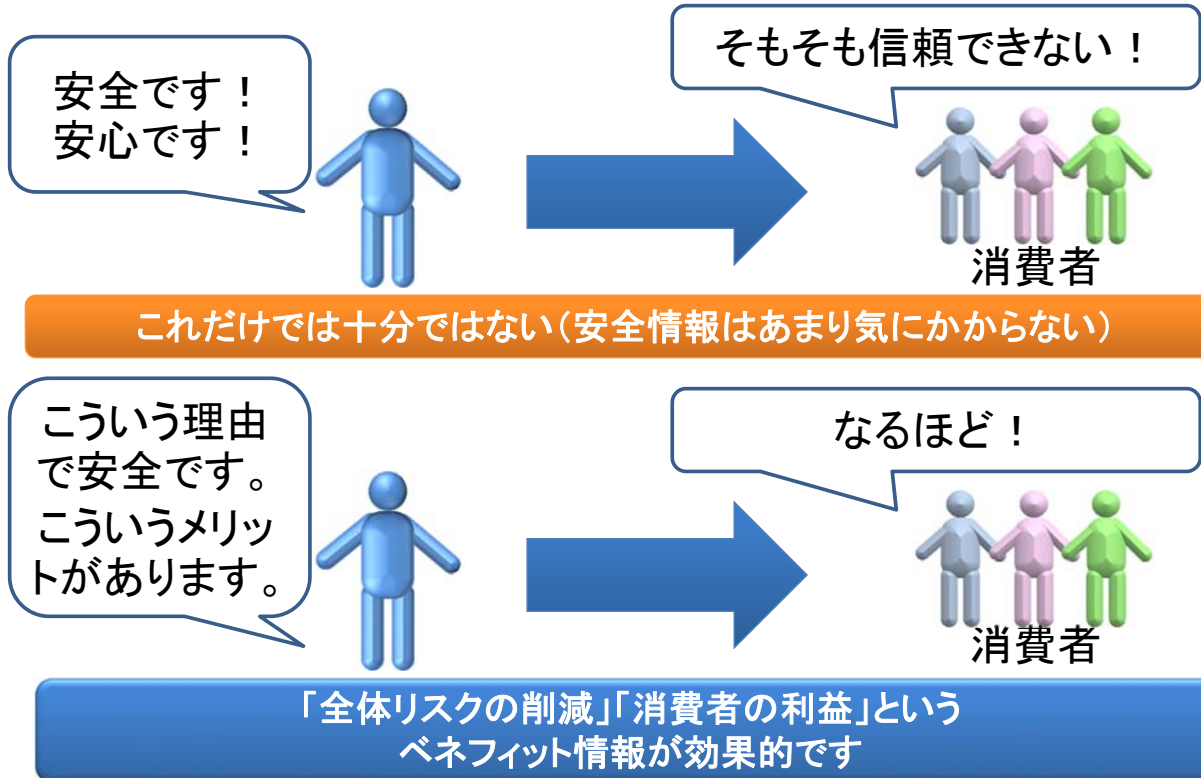 安全です！
安心です！
そもそも信頼できない！
消費者
これだけでは十分ではない（安全情報はあまり気にかからない）
こういう理由
で安全です。
こういうメリッ
トがあります。
なるほど！
消費者
「全体リスクの削減」「消費者の利益」という
ベネフィット情報が効果的です